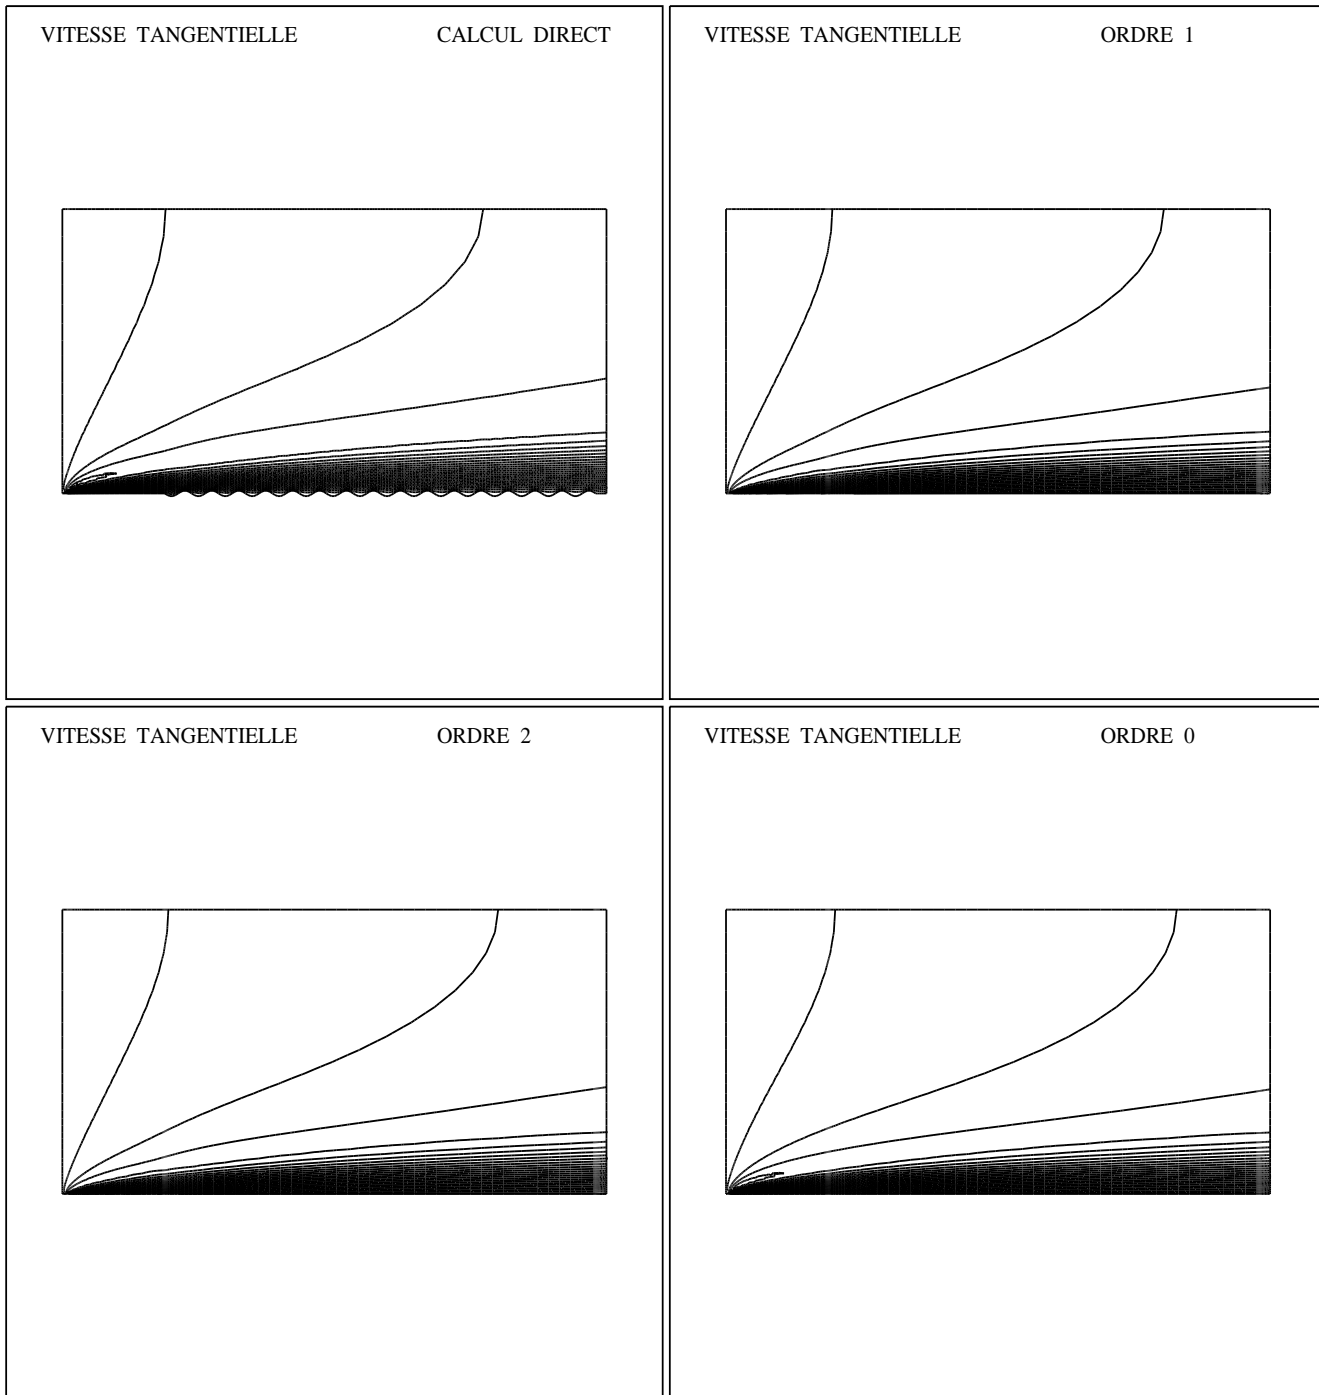 VITESSE TANGENTIELLE CALCUL DIRECT
VITESSE TANGENTIELLE ORDRE 1
VITESSE TANGENTIELLE ORDRE 2
VITESSE TANGENTIELLE ORDRE 0